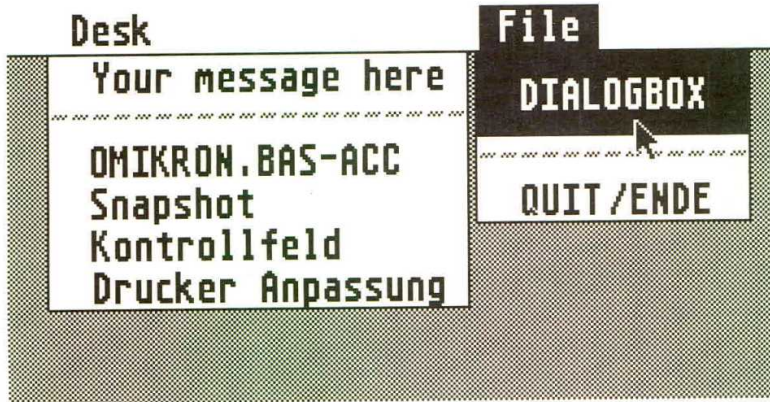 Desk File
Your message here
OMIKRON.BAS-ACC
Snapshot
Kontrollfeld
Drucker Anpassung
DIALOGBOX
QUIT/ENDE